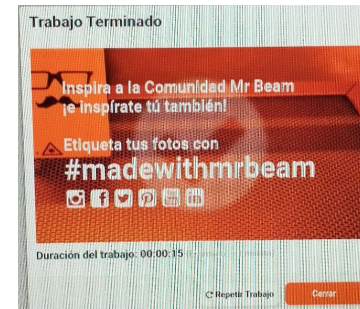 Trabajo Terminado
Inspira a la Comunidad Mr Beam
¡e inspírate tú también!
Etiqueta tus fotos con
#madewithmrbeam
Duración del trabajo: 00:00:15
Repetir Trabajo
Cerrar